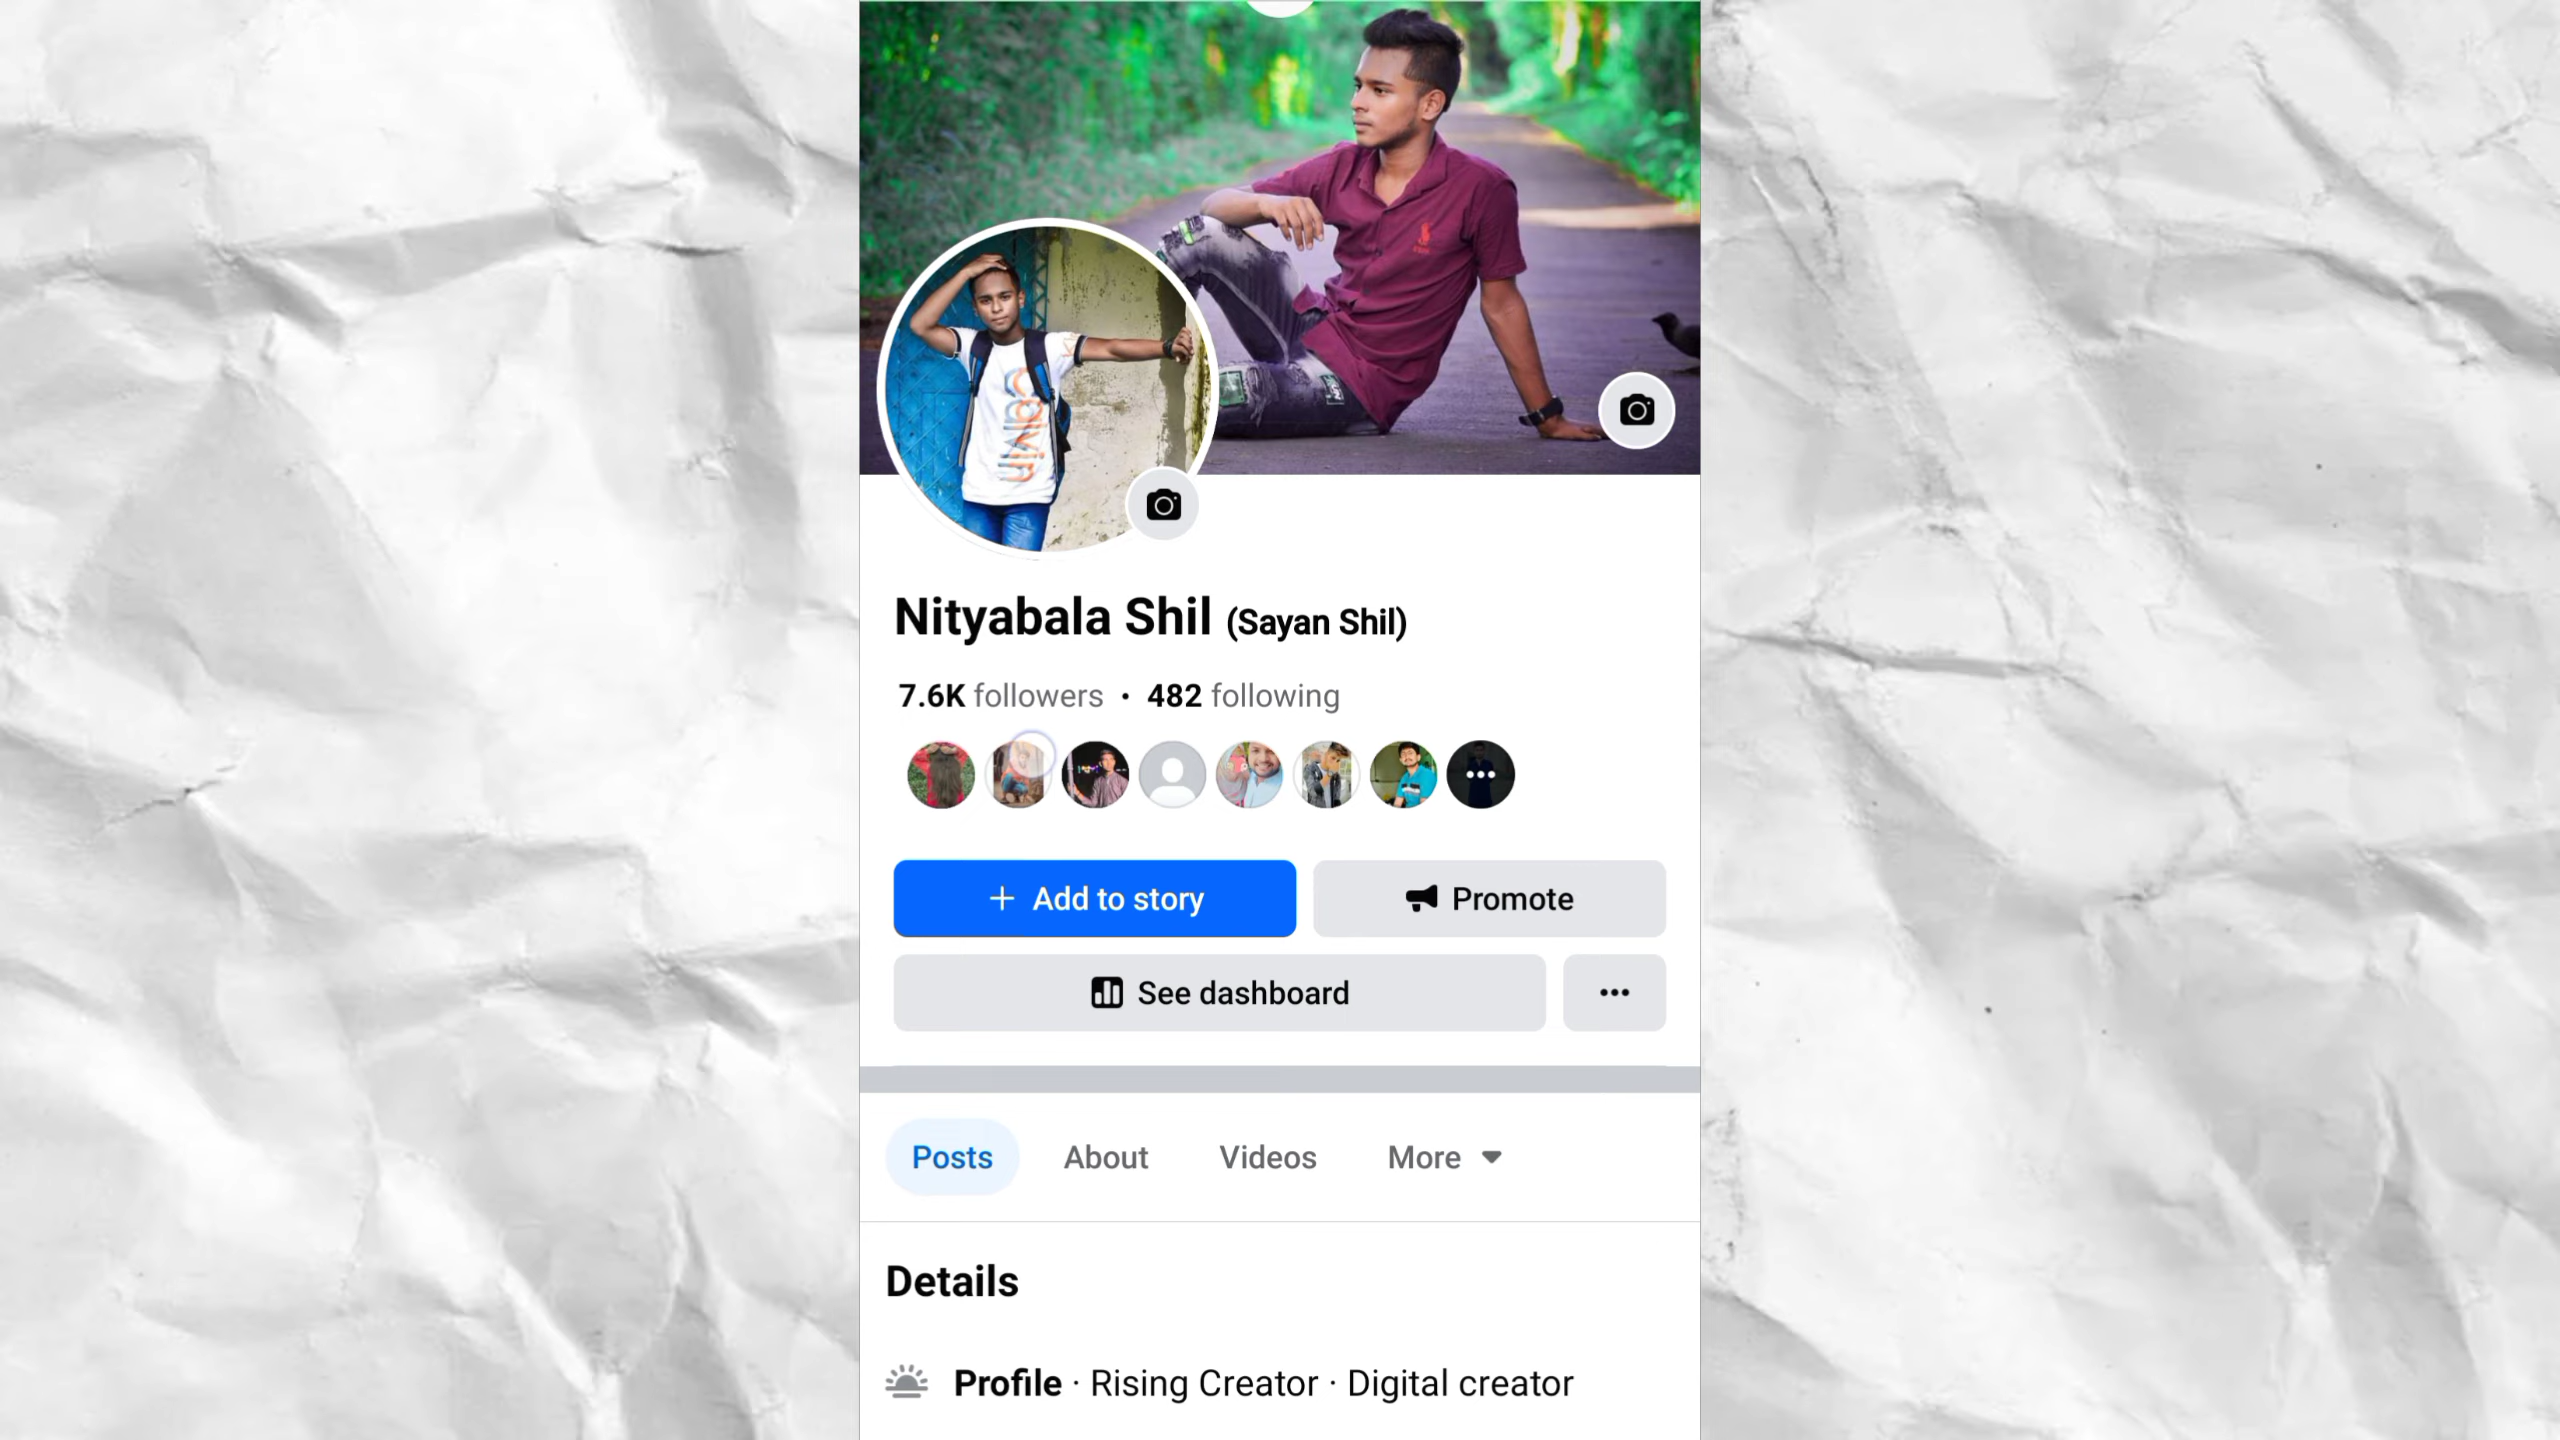 Calvin
Nityabala Shil (Sayan Shil)
7.6K followers · 482 following
+ Add to story
Promote
See dashboard
Posts
About
Videos
More
Details
Profile · Rising Creator · Digital creator